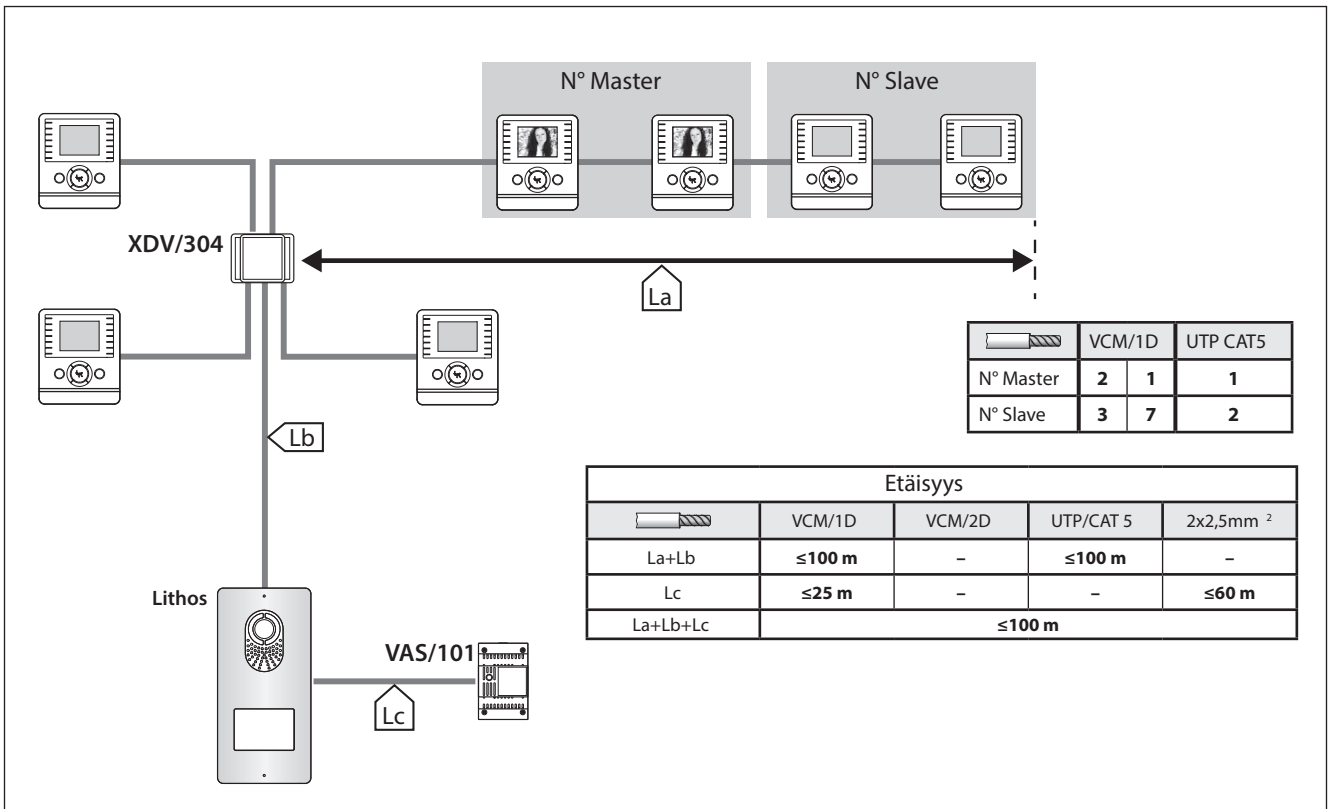 N° Master
N° Slave
XDV/304
La
VCM/1D UTP CAT5
N° Master 2 1 1
N° Slave 3 7 2
Lb
Etäisyys
VCM/1D VCM/2D UTP/CAT 5 2x2,5mm ²
La+Lb ≤100 m – ≤100 m –
Lc ≤25 m – – ≤60 m
La+Lb+Lc ≤100 m
Lithos
VAS/101
Lc